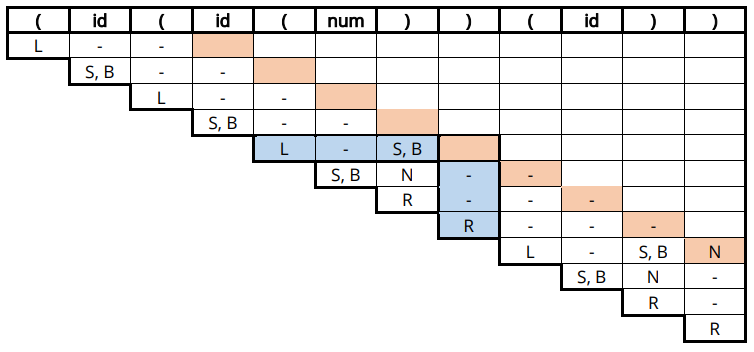 ( id ( id ( num ) ) ( id ) )
L - -
S, B - -
L - -
S, B - -
L - S, B
S, B N - -
R - - -
R - - -
L - S, B N
S, B N -
R -
R